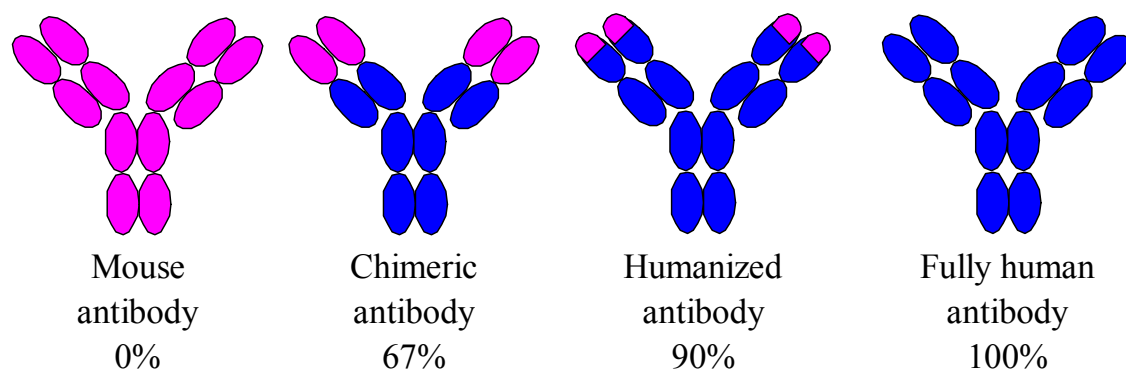 Mouse
antibody
0%
Chimeric
antibody
67%
Humanized
antibody
90%
Fully human
antibody
100%